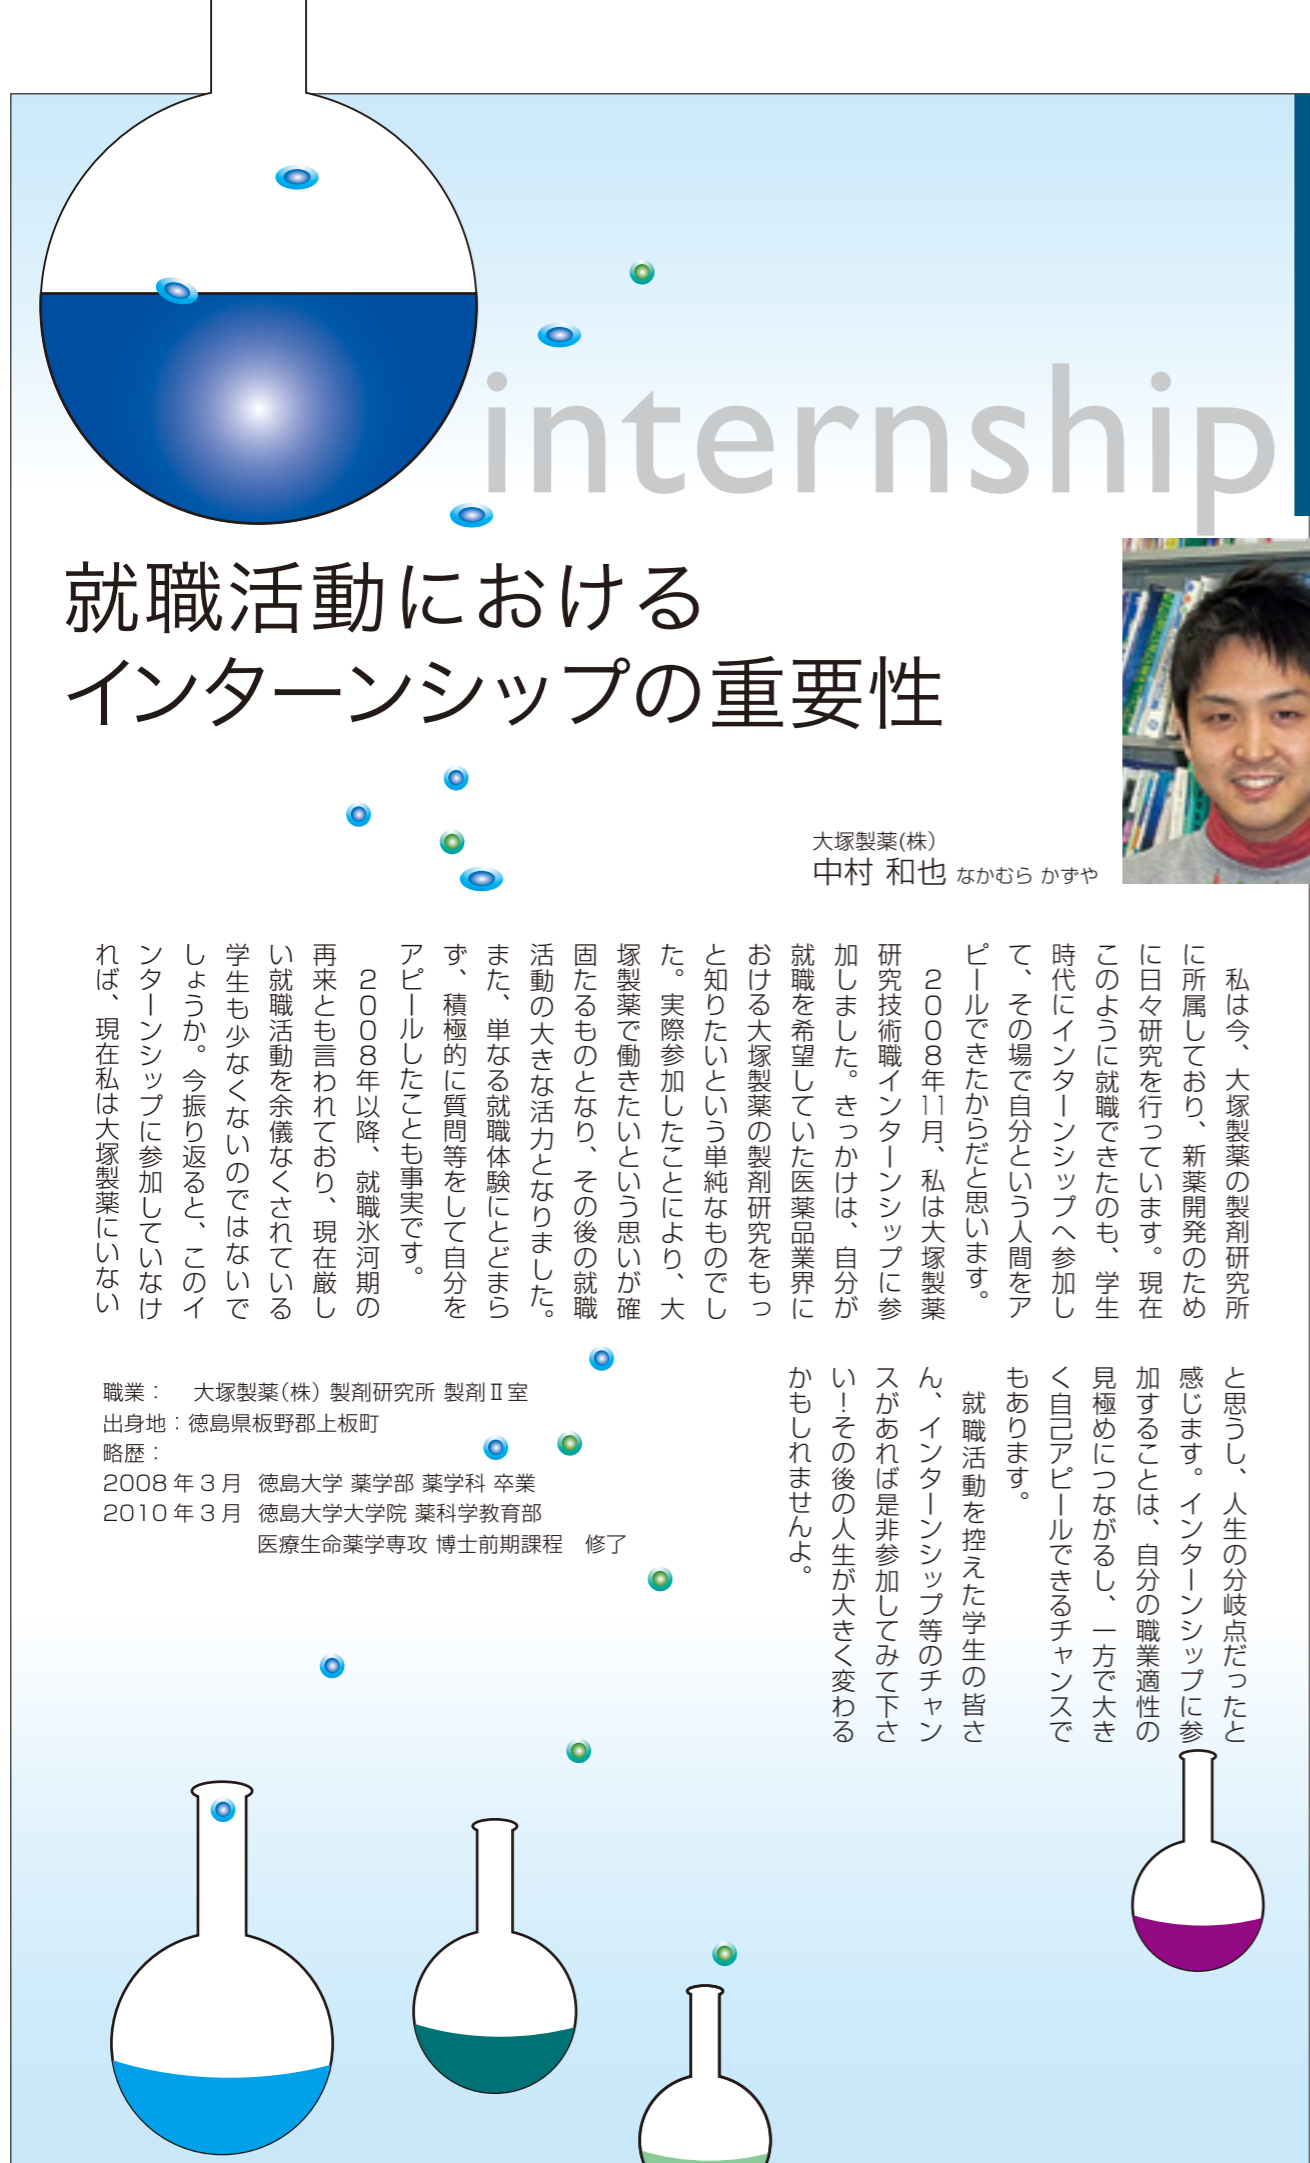 internship
就職活動における
インターンシップの重要性
大塚製薬(株)
中村 和也 なかむら かずや
私は今、大塚製薬の製剤研究所
に所属しており、新薬開発のため
に日々研究を行っています。現在
このように就職できたのも、学生
時代にインターンシップへ参加し
て、その場で自分という人間をア
ピールできたからだと思います。
2008年11月、私は大塚製薬
研究技術職インターンシップに参
加しました。きっかけは、自分が
就職を希望していた医薬品業界に
おける大塚製薬の製剤研究をもっ
と知りたいという単純なものでし
た。実際参加したことにより、大
塚製薬で働きたいという思いが確
固たるものとなり、その後の就職
活動の大きな活力となりました。
また、単なる就職体験にとどまら
ず、積極的に質問等をして自分を
アピールしたことも事実です。
2008年以降、就職氷河期の
再来とも言われており、現在厳し
い就職活動を余儀なくされている
学生も少なくないのではないで
しょうか。今振り返ると、このイ
ンターンシップに参加していなけ
れば、現在私は大塚製薬にいない
と思うし、人生の分岐点だったと
感じます。インターンシップに参
加することは、自分の職業適性の
見極めにつながるし、一方で大き
く自己アピールできるチャンスで
もあります。
就職活動を控えた学生の皆さ
ん、インターンシップ等のチャン
スがあれば是非参加してみて下さ
い！その後の人生が大きく変わる
かもしれませんよ。
職業： 大塚製薬(株) 製剤研究所 製剤Ⅱ室
出身地：徳島県板野郡上板町
略歴：
2008年3月 徳島大学 薬学部 薬学科 卒業
2010年3月 徳島大学大学院 薬科学教育部
医療生命薬学専攻 博士前期課程 修了